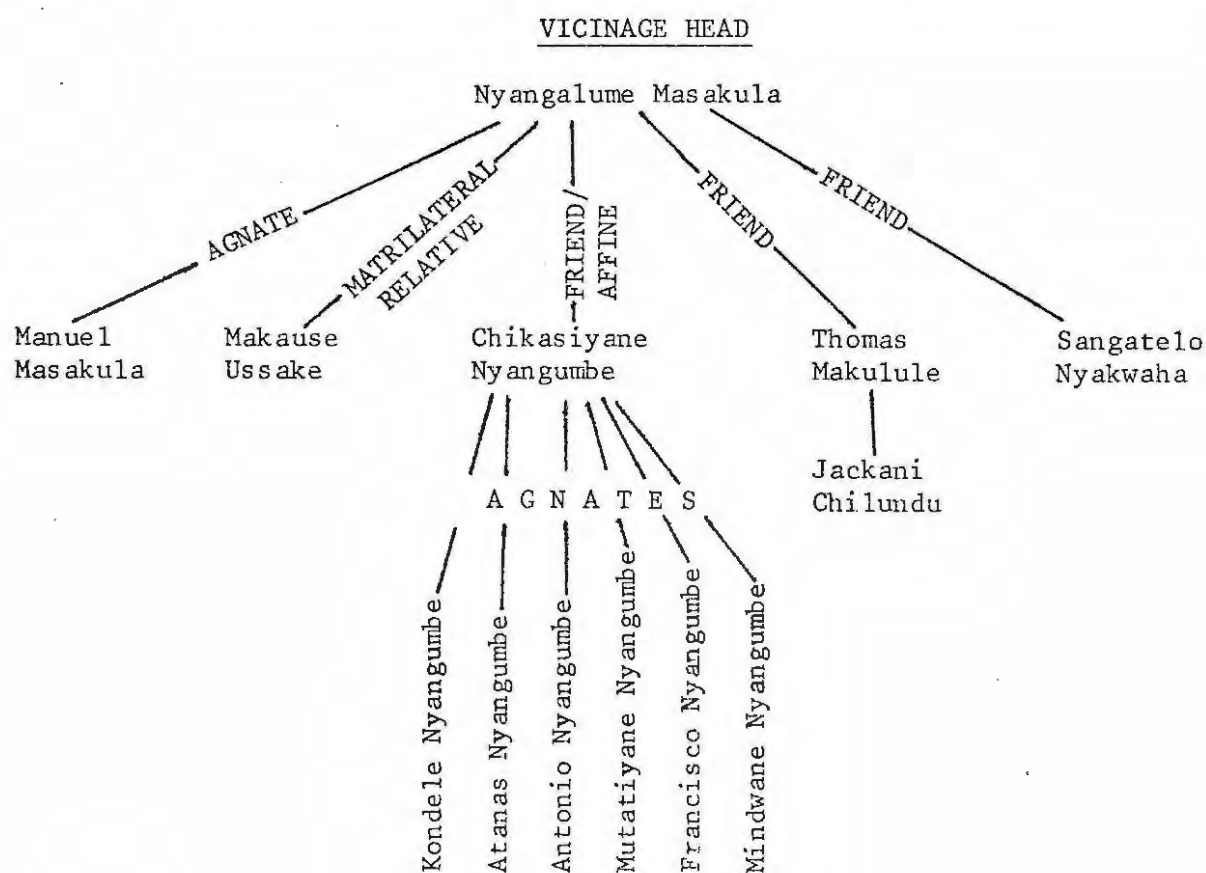 VICINAGE HEAD
Nyangalume Masakula
AGNATE
MATRILATERAL
RELATIVE
FRIEND/
AFFINE
FRIEND
FRIEND
Manuel
Masakula
Makause
Ussake
Chikasiyane
Nyangumbe
Thomas
Makulule
Sangatelo
Nyakwaha
Jackani
Chilundu
A G N A T E S
Kondele Nyangumbe
Atanas Nyangumbe
Antonio Nyangumbe
Mutatiyane Nyangumbe
Francisco Nyangumbe
Mindwane Nyangumbe